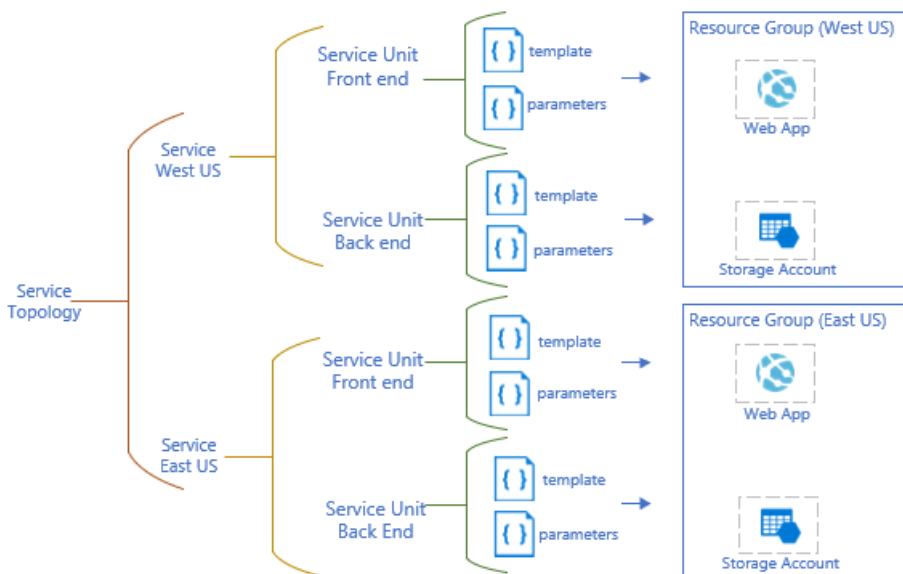 Service
Topology
Service
West US
Service Unit
Front end
template
parameters
Service Unit
Back end
template
parameters
Resource Group (West US)
Web App
Storage Account
Service
East US
Service Unit
Front end
template
parameters
Service Unit
Back End
template
parameters
Resource Group (East US)
Web App
Storage Account